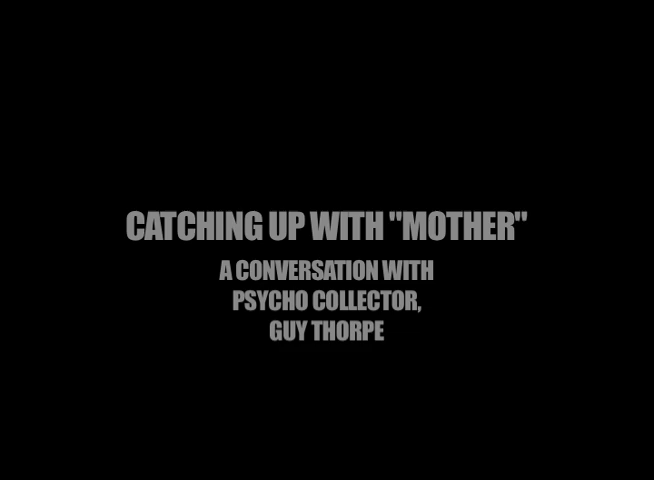 CATCHING UP WITH "MOTHER"
A CONVERSATION WITH
PSYCHO COLLECTOR,
GUY THORPE